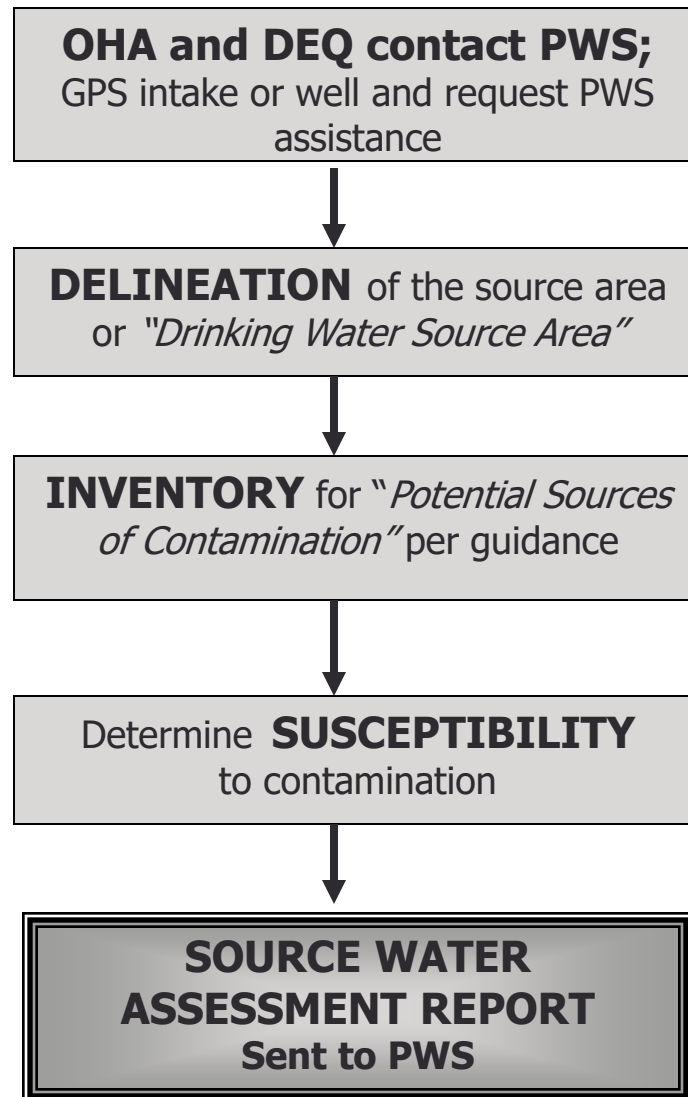 OHA and DEQ contact PWS;
GPS intake or well and request PWS
assistance
DELINEATION of the source area
or "Drinking Water Source Area"
INVENTORY for "Potential Sources
of Contamination" per guidance
Determine SUSCEPTIBILITY
to contamination
SOURCE WATER
ASSESSMENT REPORT
Sent to PWS